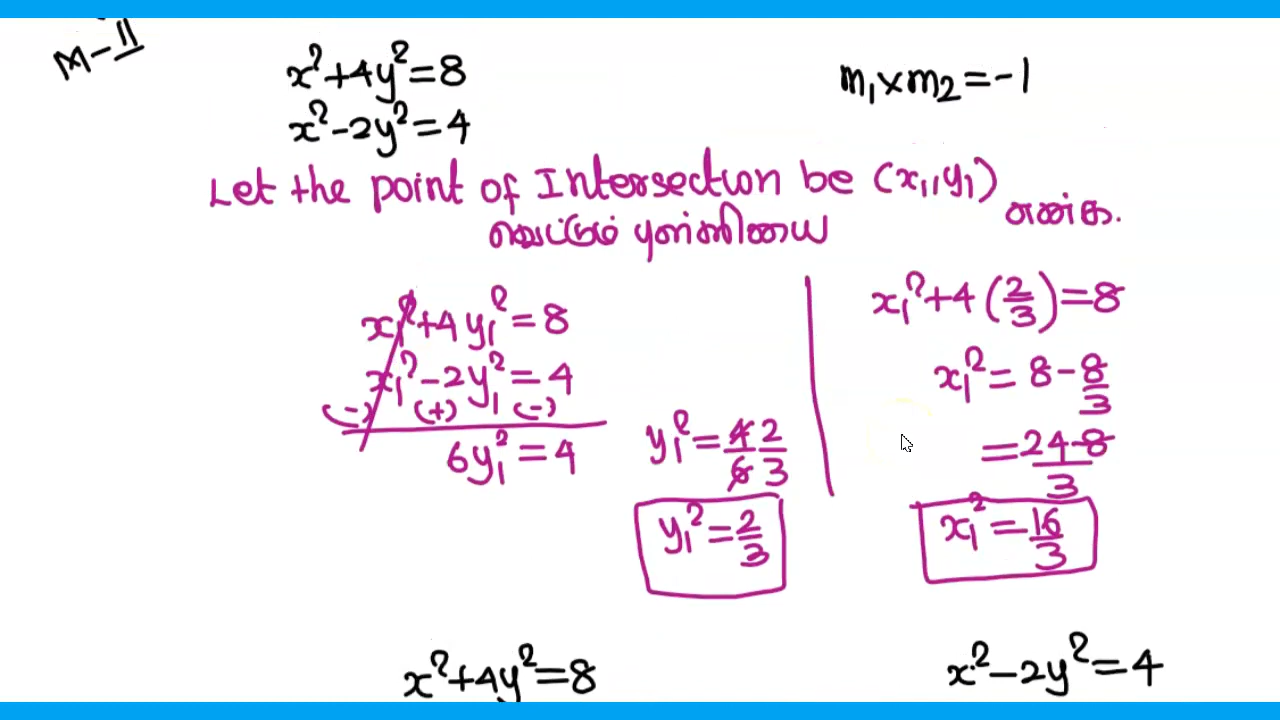 M-II
x²+4y²=8
m₁×m₂=-1
x²-2y²=4
Let the point of Intersection be (x₁,y₁)
வெட்டும் புள்ளியை என்க.
x₁²+4y₁²=8
x₁²-2y₁²=4
(-) (+) (-)
6y₁²=4
y₁²=4/6 2/3
y₁²=2/3
x₁²+4(2/3)=8
x₁²=8-8/3
=24-8/3
x₁²=16/3
x²+4y²=8
x²-2y²=4